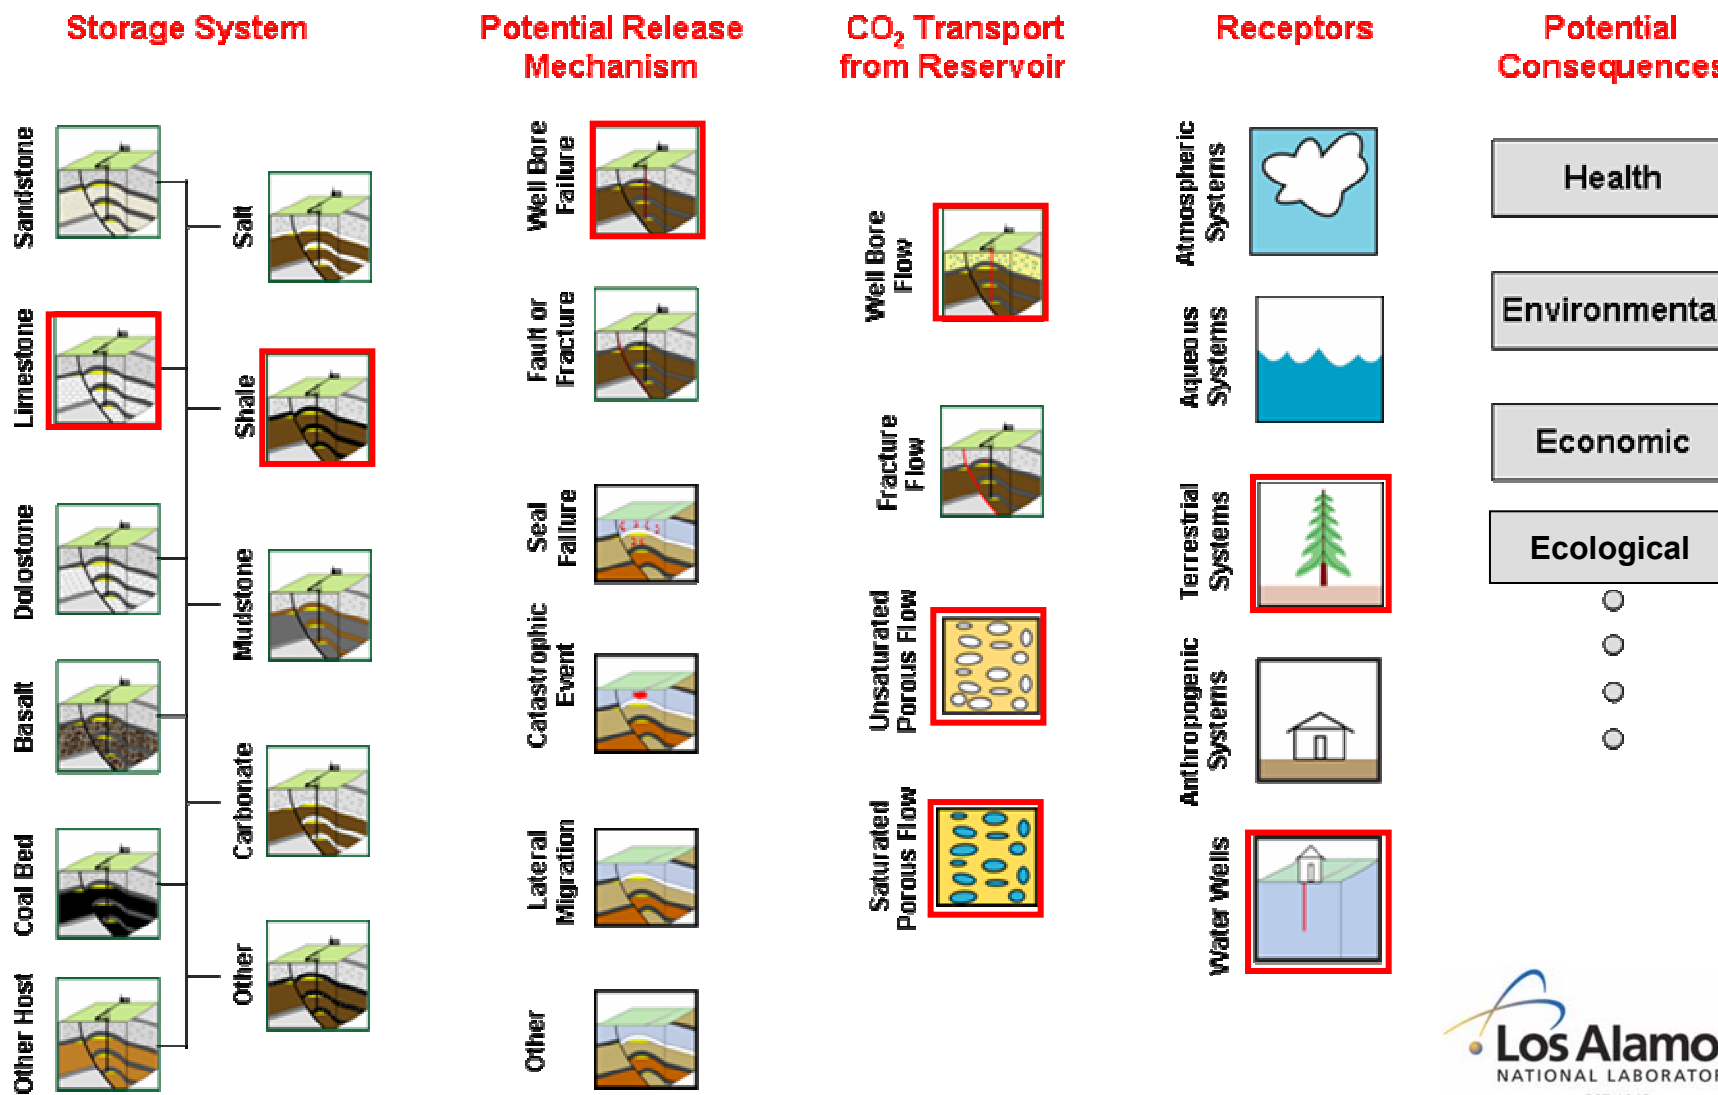 Storage System
Potential Release
Mechanism
CO₂ Transport
from Reservoir
Receptors
Potential
Consequences
Sandstone
Limestone
Dolostone
Basalt
Coal Bed
Other Host
Salt
Shale
Mudstone
Carbonate
Other
Well Bore
Failure
Fault or
Fracture
Seal
Failure
Catastrophic
Event
Lateral
Migration
Other
Well Bore
Flow
Fracture
Flow
Unsaturated
Porous Flow
Saturated
Porous Flow
Atmospheric
Systems
Aqueous
Systems
Terrestrial
Systems
Anthropogenic
Systems
Water Wells
Health
Environmenta
Economic
Ecological
Los Alamo
NATIONAL LABORATOR